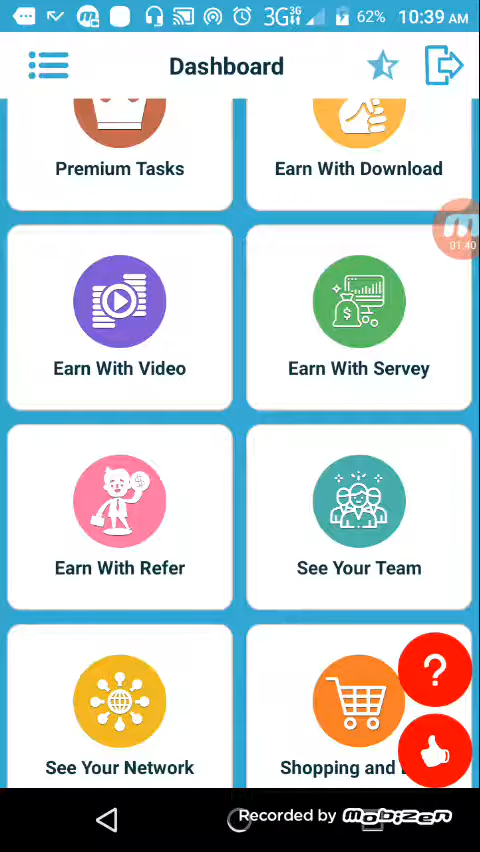 3G 3G 62% 10:39 AM
Dashboard
Premium Tasks
Earn With Download
01:40
Earn With Video
Earn With Servey
Earn With Refer
See Your Team
?
See Your Network
Shopping and
Recorded by Mobizen